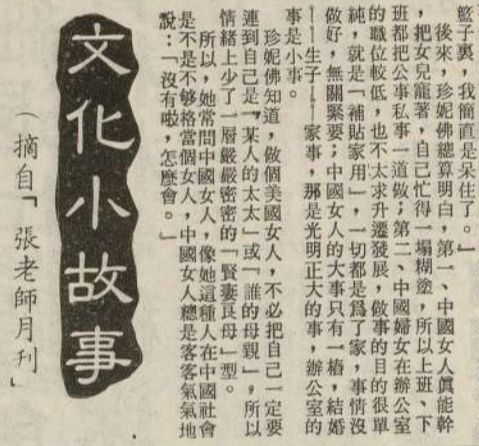 籃子裏，我簡直是呆住了。」
後來，珍妮佛總算明白，第一、中國女人眞能幹
，把女兒寵著，自己忙得一塌糊塗，所以上班、下
班都把公事私事一道做；第二、中國婦女在辦公室
的職位較低，也不太求升遷發展，做事的目的很單
純，就是「補貼家用」，一切都是爲了家，事情沒
做好，無關緊要；中國女人的大事只有一樁，結婚
——生子——家事，那是光明正大的事，辦公室的
事是小事。
珍妮佛知道，做個美國女人，不必把自己一定要
連到自己是「某人的太太」或「誰的母親」，所以
情緒上少了一層嚴嚴密密的「賢妻良母」型。
所以，她常問中國女人，像她這種人在中國社會
是不是不够格當個女人，中國女人總是客客氣氣地
說：「沒有啦，怎麼會。」
文化小故事
（摘自「張老師月刊」